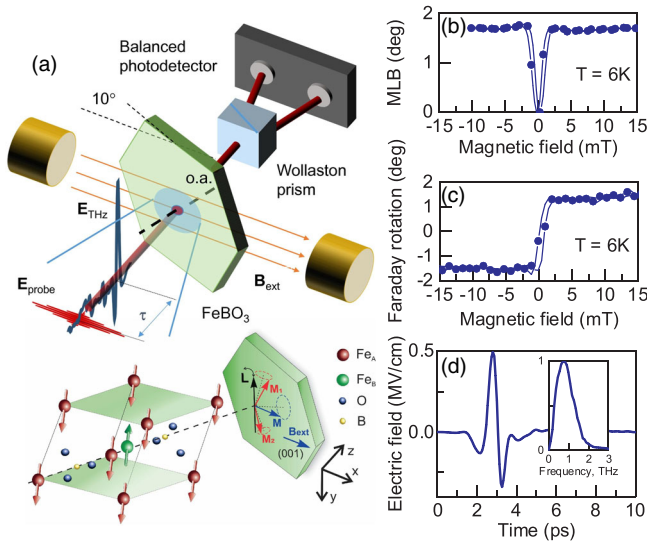 (a)
Balanced
photodetector
10°
o.a.
Wollaston
prism
E_THz
B_ext
E_probe
τ
FeBO₃
Fe_A
Fe_B
O
B
L
M₁
M
M₂
B_ext
(001)
z
x
y
(b)
MLB (deg)
2
1
0
T = 6K
-15 -10 -5 0 5 10 15
Magnetic field (mT)
(c)
Faraday rotation (deg)
2
1
0
-1
-2
T = 6K
-15 -10 -5 0 5 10 15
Magnetic field (mT)
(d)
Electric field (MV/cm)
0.5
0.0
-0.5
1
0
0 1 2 3
Frequency, THz
0 2 4 6 8 10
Time (ps)